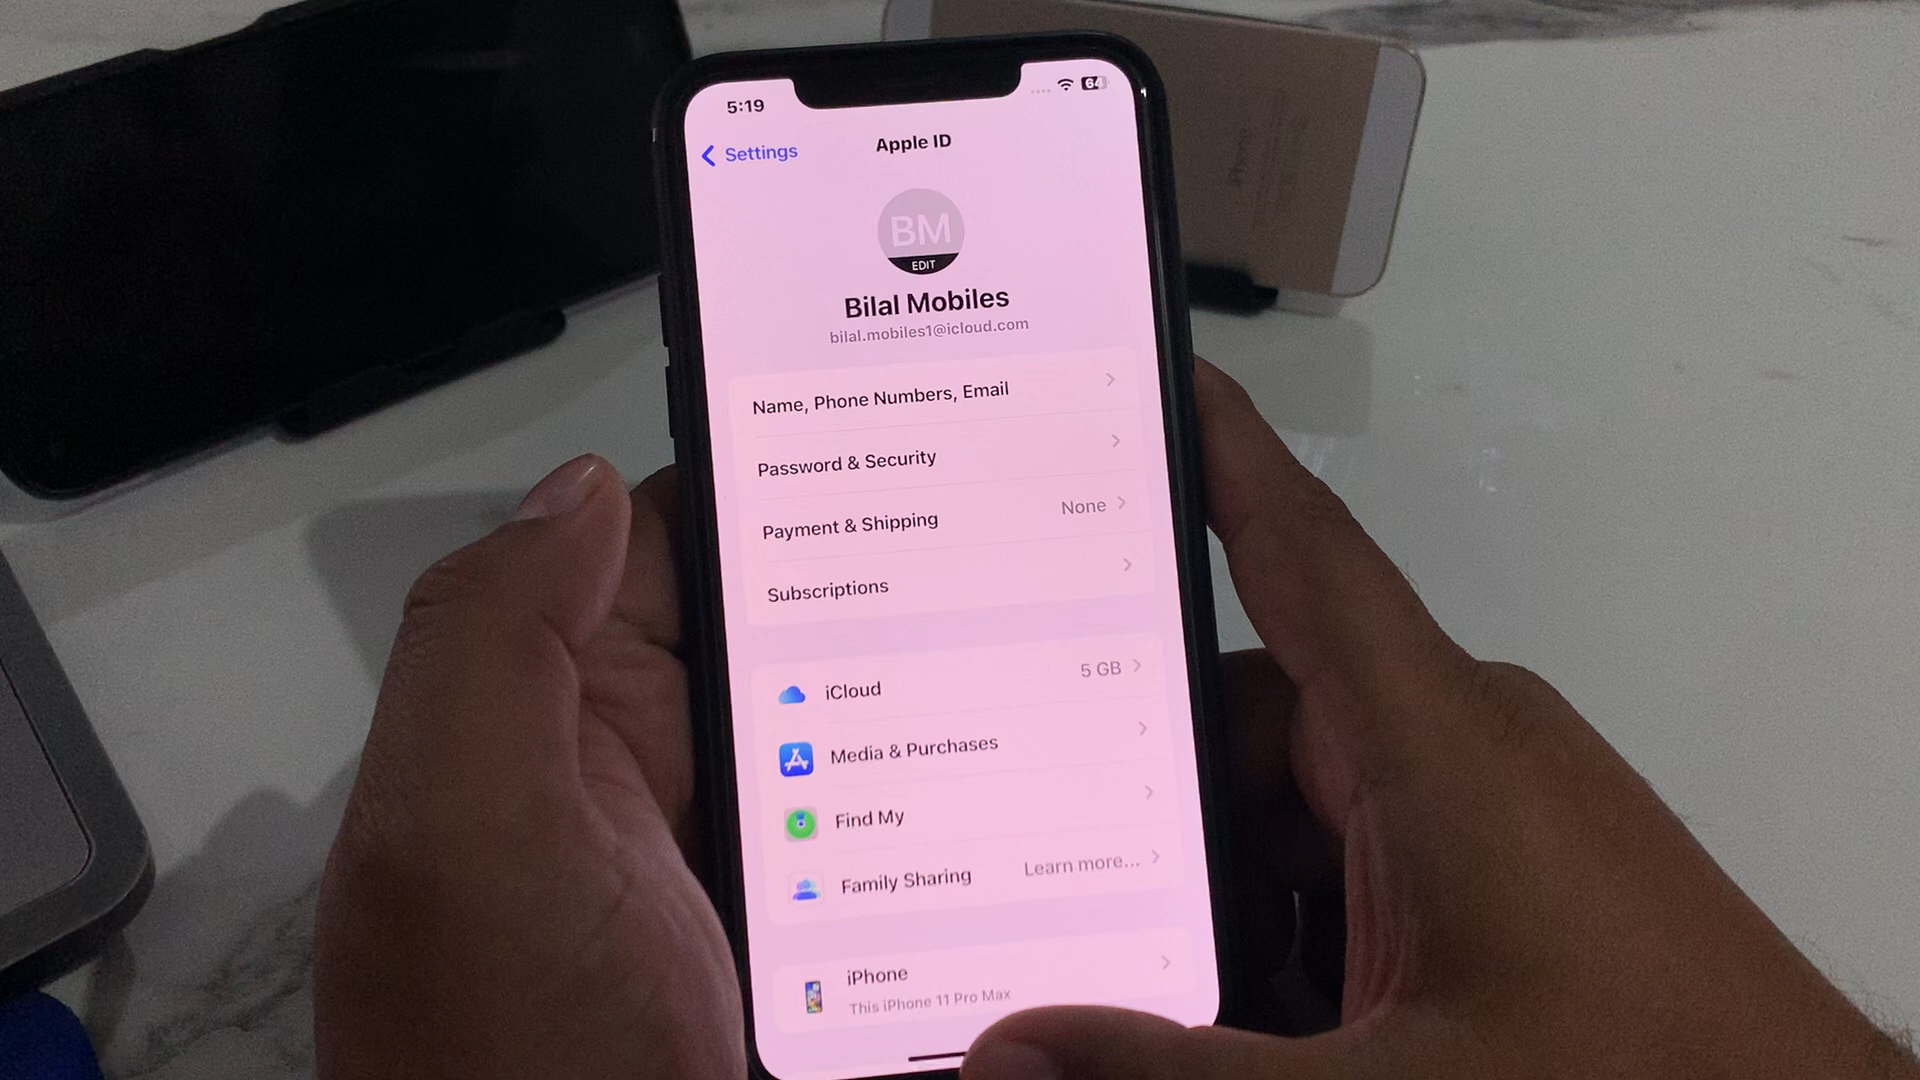 5:19
64
Settings
Apple ID
BM
EDIT
Bilal Mobiles
bilal.mobiles1@icloud.com
Name, Phone Numbers, Email
Password & Security
Payment & Shipping None
Subscriptions
iCloud 5 GB
Media & Purchases
Find My
Family Sharing Learn more...
iPhone
This iPhone 11 Pro Max
iPhone